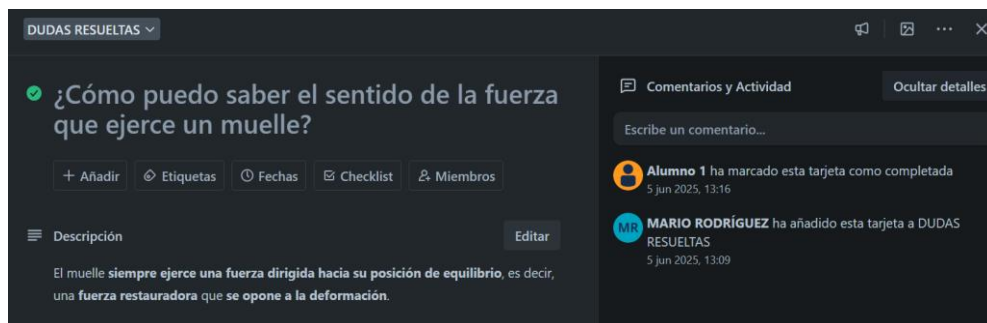 DUDAS RESUELTAS
¿Cómo puedo saber el sentido de la fuerza
que ejerce un muelle?
Añadir
Etiquetas
Fechas
Checklist
Miembros
Descripción
Editar
El muelle siempre ejerce una fuerza dirigida hacia su posición de equilibrio, es decir,
una fuerza restauradora que se opone a la deformación.
Comentarios y Actividad
Ocultar detalles
Escribe un comentario...
Alumno 1 ha marcado esta tarjeta como completada
5 jun 2025, 13:16
MR
MARIO RODRÍGUEZ ha añadido esta tarjeta a DUDAS
RESUELTAS
5 jun 2025, 13:09